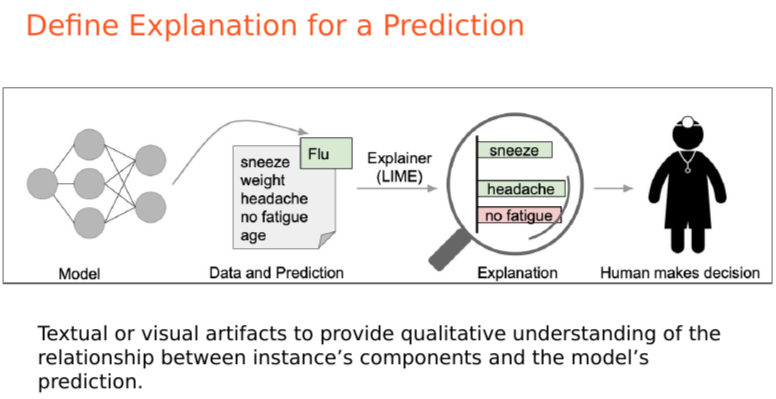 Define Explanation for a Prediction
sneeze
weight
headache
no fatigue
age
Flu
Explainer
(LIME)
sneeze
headache
no fatigue
Model
Data and Prediction
Explanation
Human makes decision
Textual or visual artifacts to provide qualitative understanding of the
relationship between instance’s components and the model’s
prediction.